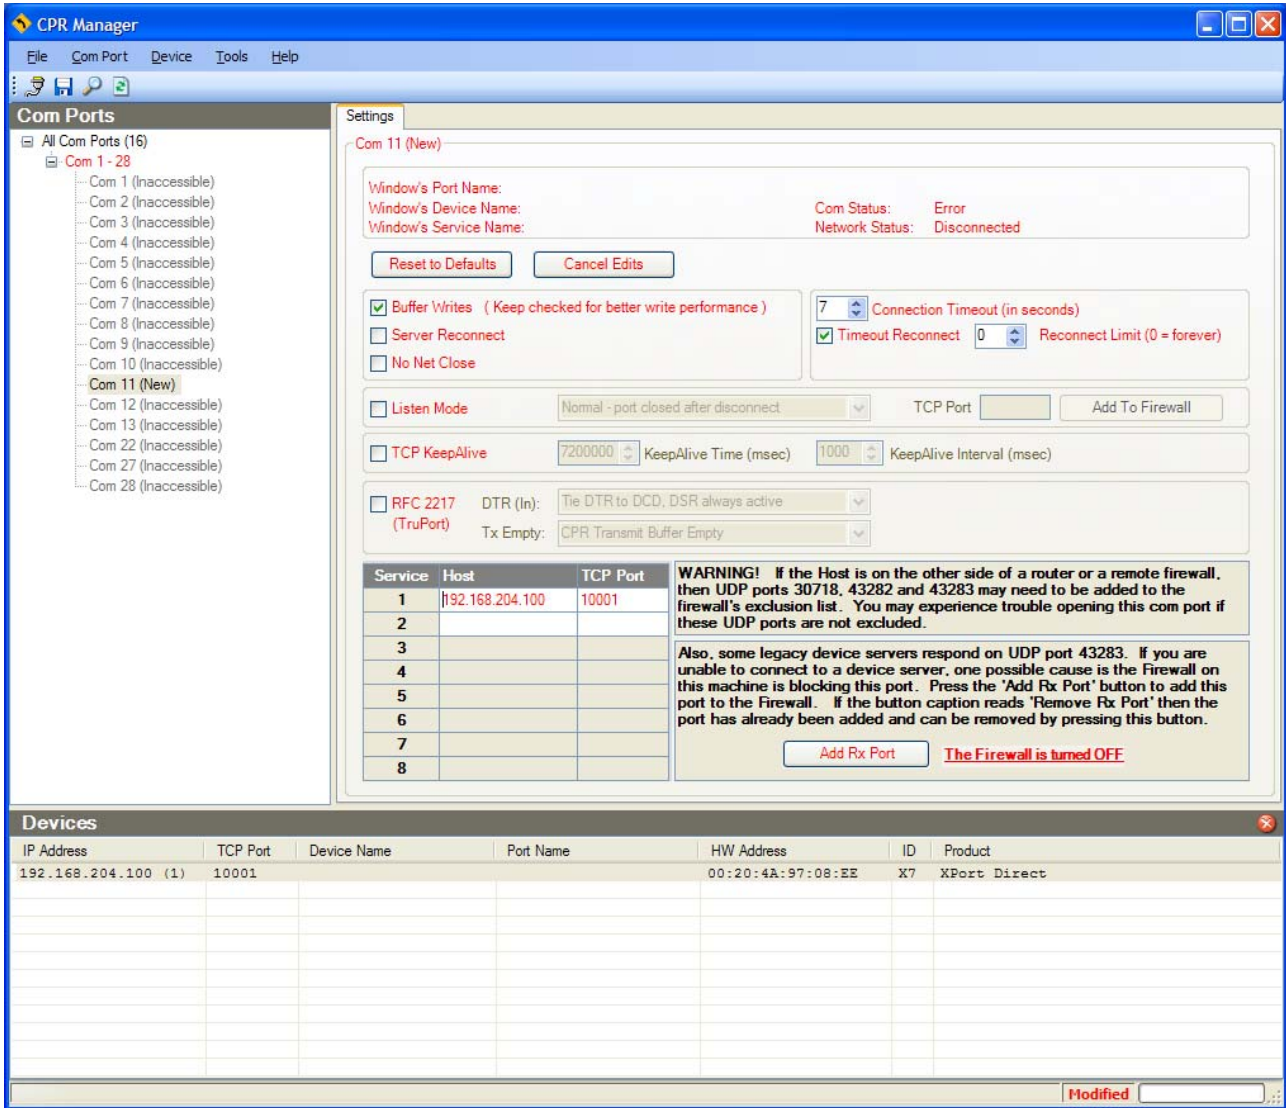 CPR Manager
File Com Port Device Tools Help
Com Ports
All Com Ports (16)
Com 1 - 28
Com 1 (Inaccessible)
Com 2 (Inaccessible)
Com 3 (Inaccessible)
Com 4 (Inaccessible)
Com 5 (Inaccessible)
Com 6 (Inaccessible)
Com 7 (Inaccessible)
Com 8 (Inaccessible)
Com 9 (Inaccessible)
Com 10 (Inaccessible)
Com 11 (New)
Com 12 (Inaccessible)
Com 13 (Inaccessible)
Com 22 (Inaccessible)
Com 27 (Inaccessible)
Com 28 (Inaccessible)
Settings
Com 11 (New)
Window's Port Name:
Window's Device Name: Com Status: Error
Window's Service Name: Network Status: Disconnected
Reset to Defaults Cancel Edits
Buffer Writes ( Keep checked for better write performance )
Server Reconnect
No Net Close
7 Connection Timeout (in seconds)
Timeout Reconnect 0 Reconnect Limit (0 = forever)
Listen Mode Normal - port closed after disconnect TCP Port Add To Firewall
TCP KeepAlive 7200000 KeepAlive Time (msec) 1000 KeepAlive Interval (msec)
RFC 2217 DTR (In): Tie DTR to DCD, DSR always active
(TruPort) Tx Empty: CPR Transmit Buffer Empty
Service Host TCP Port
1 192.168.204.100 10001
2
3
4
5
6
7
8
WARNING! If the Host is on the other side of a router or a remote firewall,
then UDP ports 30718, 43282 and 43283 may need to be added to the
firewall's exclusion list. You may experience trouble opening this com port if
these UDP ports are not excluded.
Also, some legacy device servers respond on UDP port 43283. If you are
unable to connect to a device server, one possible cause is the Firewall on
this machine is blocking this port. Press the 'Add Rx Port' button to add this
port to the Firewall. If the button caption reads 'Remove Rx Port' then the
port has already been added and can be removed by pressing this button.
Add Rx Port The Firewall is turned OFF
Devices
IP Address TCP Port Device Name Port Name HW Address ID Product
192.168.204.100 (1) 10001 00:20:4A:97:08:EE X7 XPort Direct
Modified